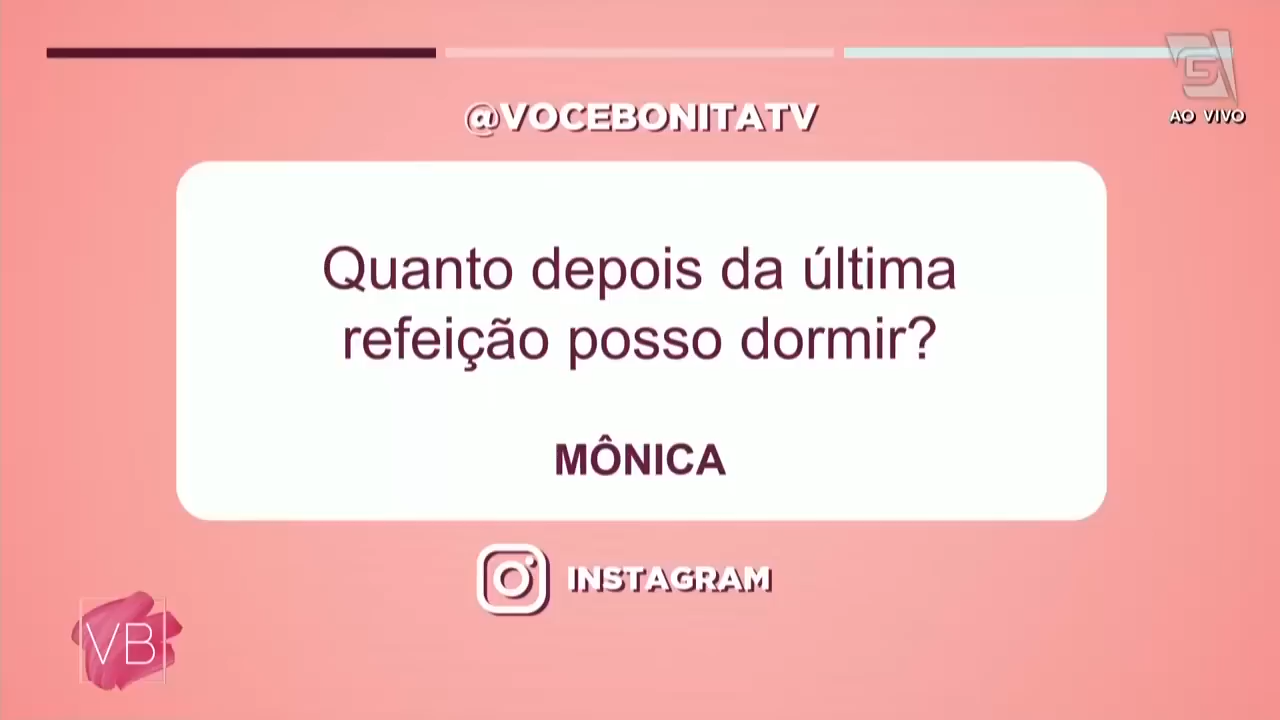 @VOCEBONITATV
AO VIVO
Quanto depois da última
refeição posso dormir?
MÔNICA
INSTAGRAM
VB